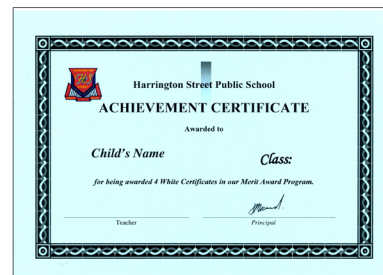 Harrington Street Public School
ACHIEVEMENT CERTIFICATE
Awarded to
Child's Name
Class:
for being awarded 4 White Certificates in our Merit Award Program.
Teacher
Principal